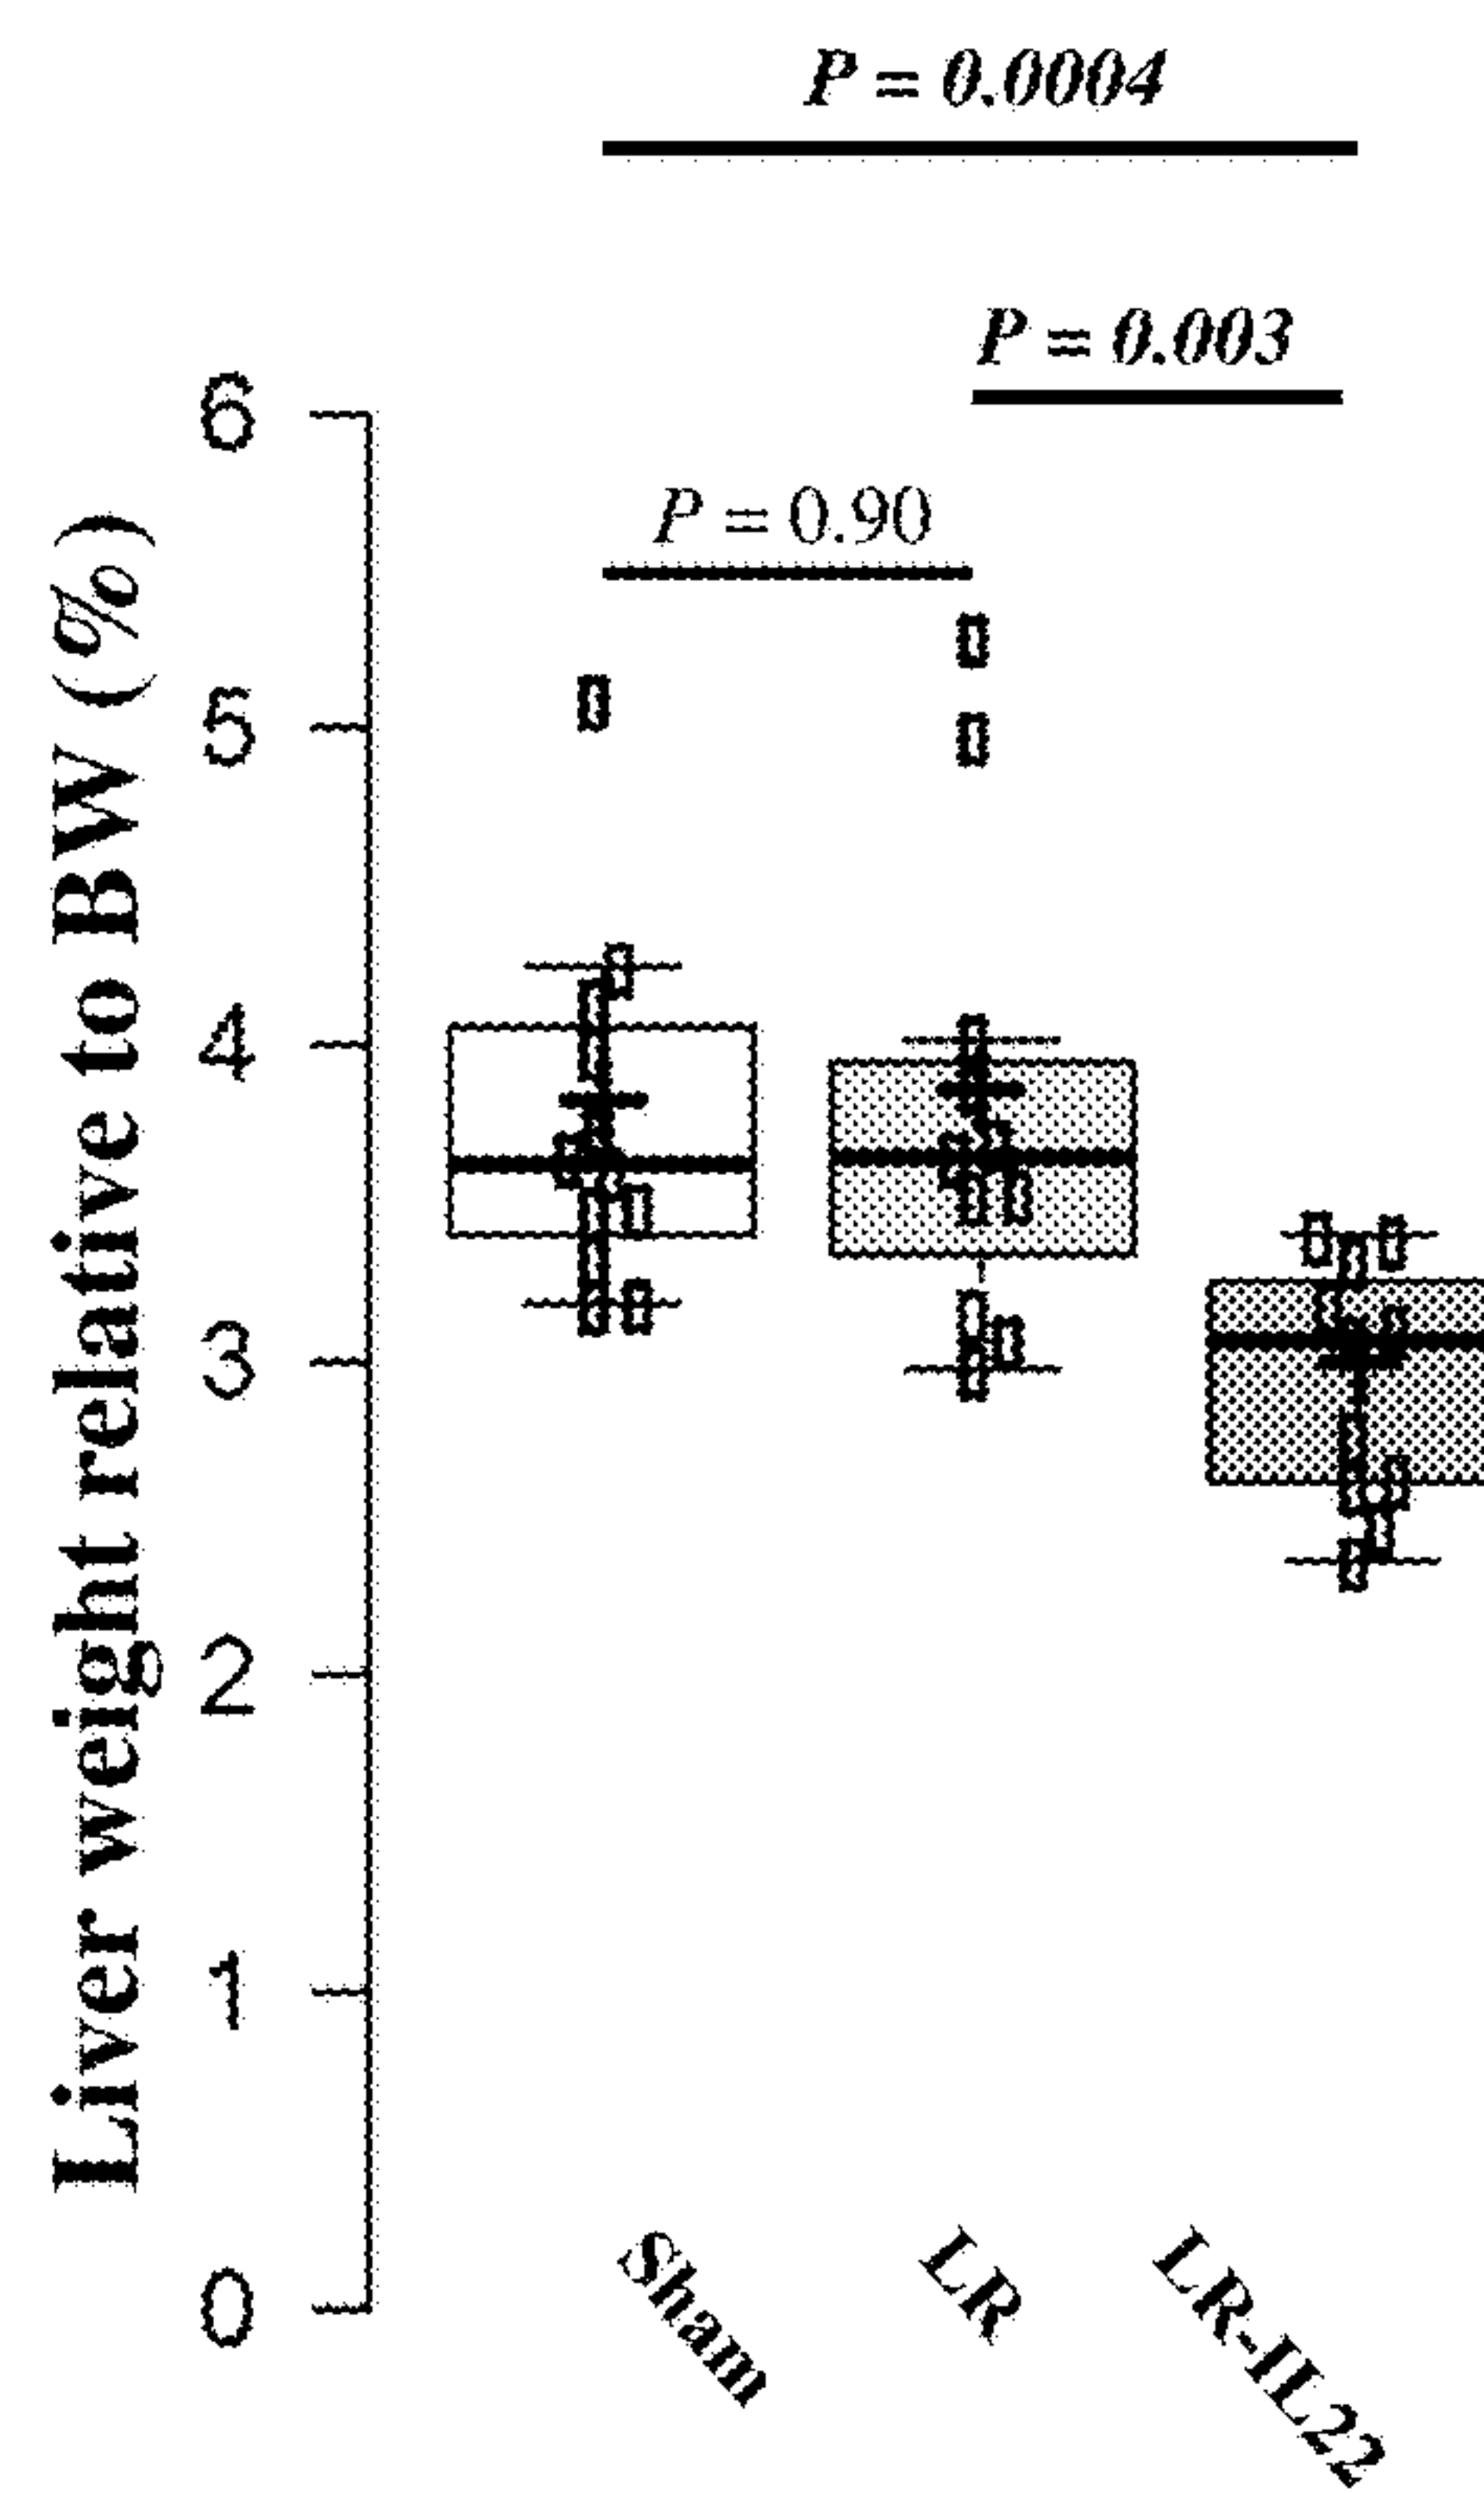 P = 0.0004
P = 0.003
P = 0.90
Liver weight relative to BW (%)
6
5
4
3
2
1
0
Sham
LR
LR-IL22